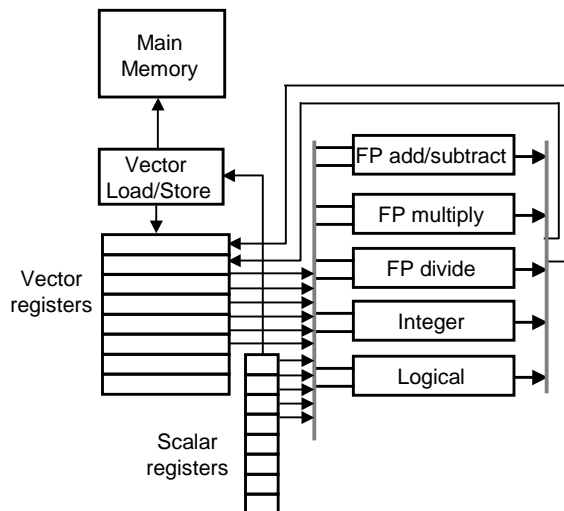 Main
Memory
Vector
Load/Store
Vector
registers
Scalar
registers
FP add/subtract
FP multiply
FP divide
Integer
Logical